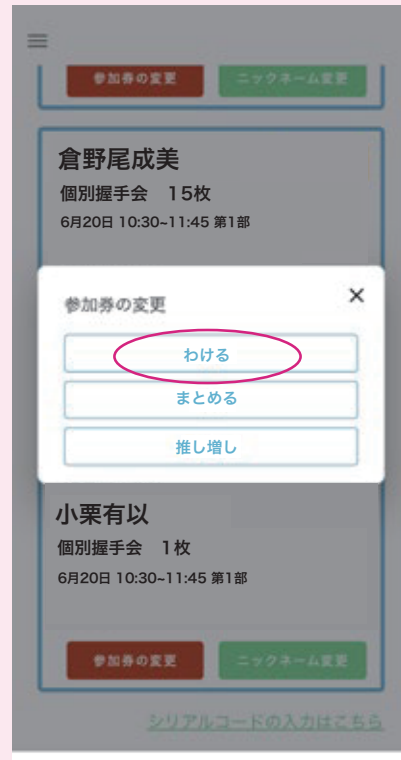 参加券の変更 ニックネーム変更
倉野尾成美
個別握手会　15枚
6月20日 10:30~11:45 第1部
参加券の変更 ×
わける
まとめる
推し増し
小栗有以
個別握手会　1枚
6月20日 10:30~11:45 第1部
参加券の変更 ニックネーム変更
シリアルコードの入力はこちら